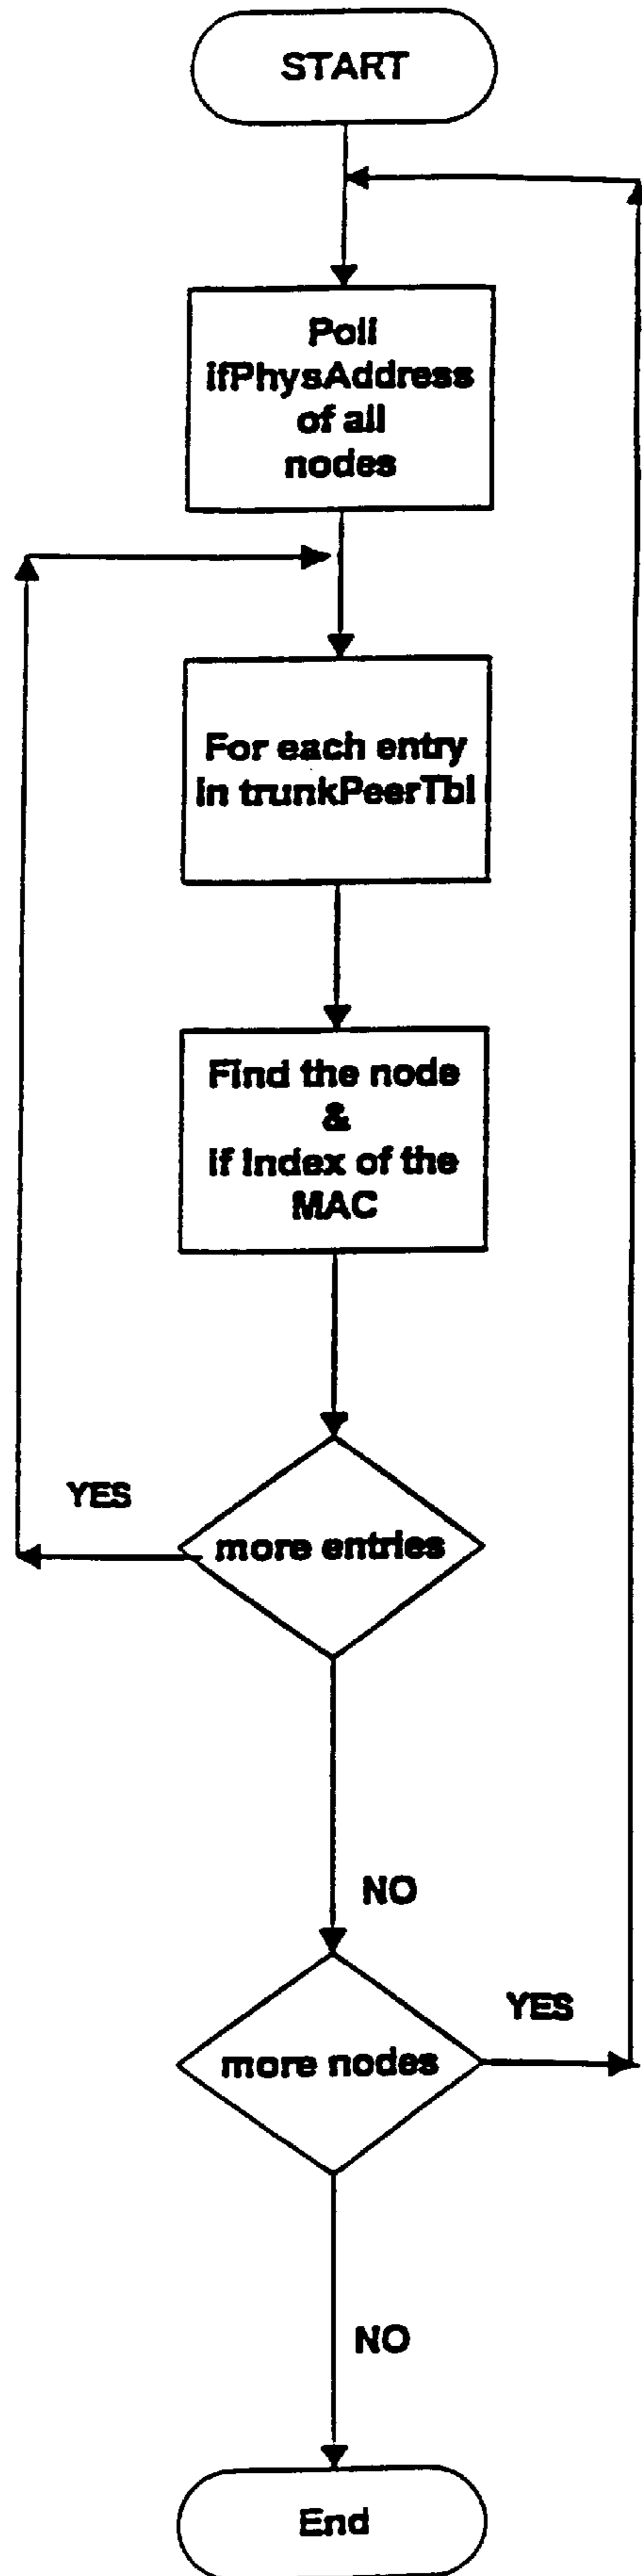 START
Poll
ifPhysAddress
of all
nodes
For each entry
in trunkPeerTbl
Find the node
&
if Index of the
MAC
YES
more entries
NO
YES
more nodes
NO
End